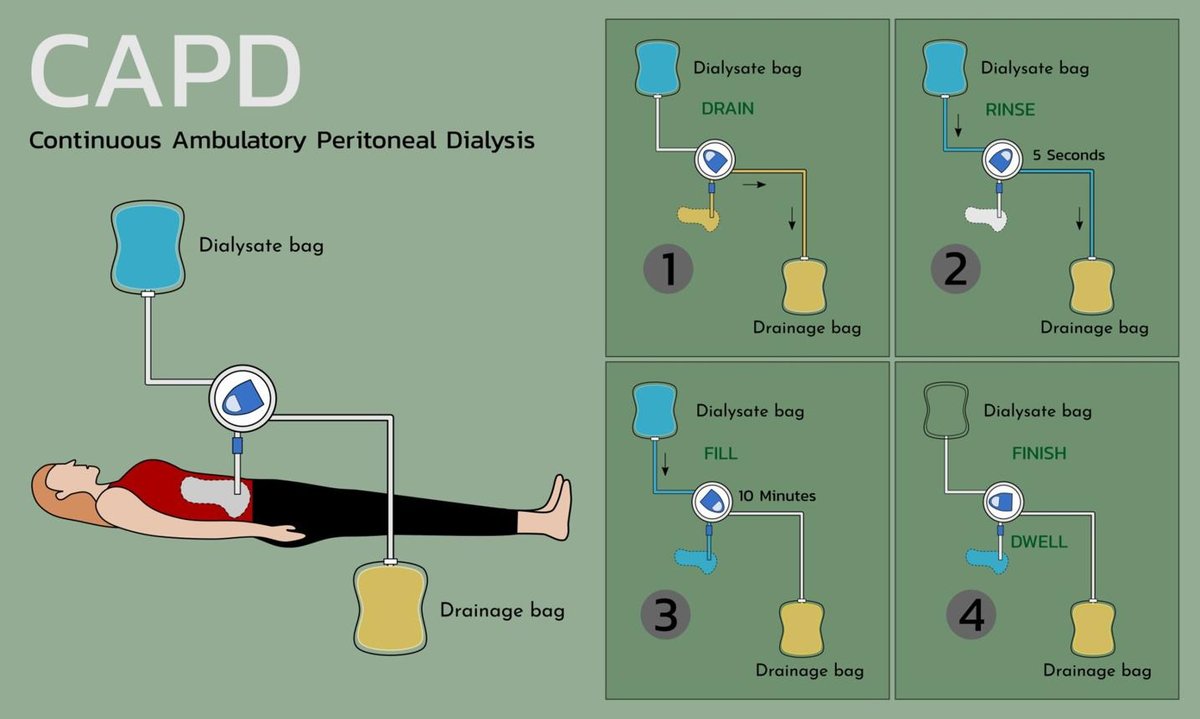 CAPD
Continuous Ambulatory Peritoneal Dialysis
Dialysate bag
Drainage bag
Dialysate bag
DRAIN
1
Drainage bag
Dialysate bag
RINSE
5 Seconds
2
Drainage bag
Dialysate bag
FILL
10 Minutes
3
Drainage bag
Dialysate bag
FINISH
DWELL
4
Drainage bag